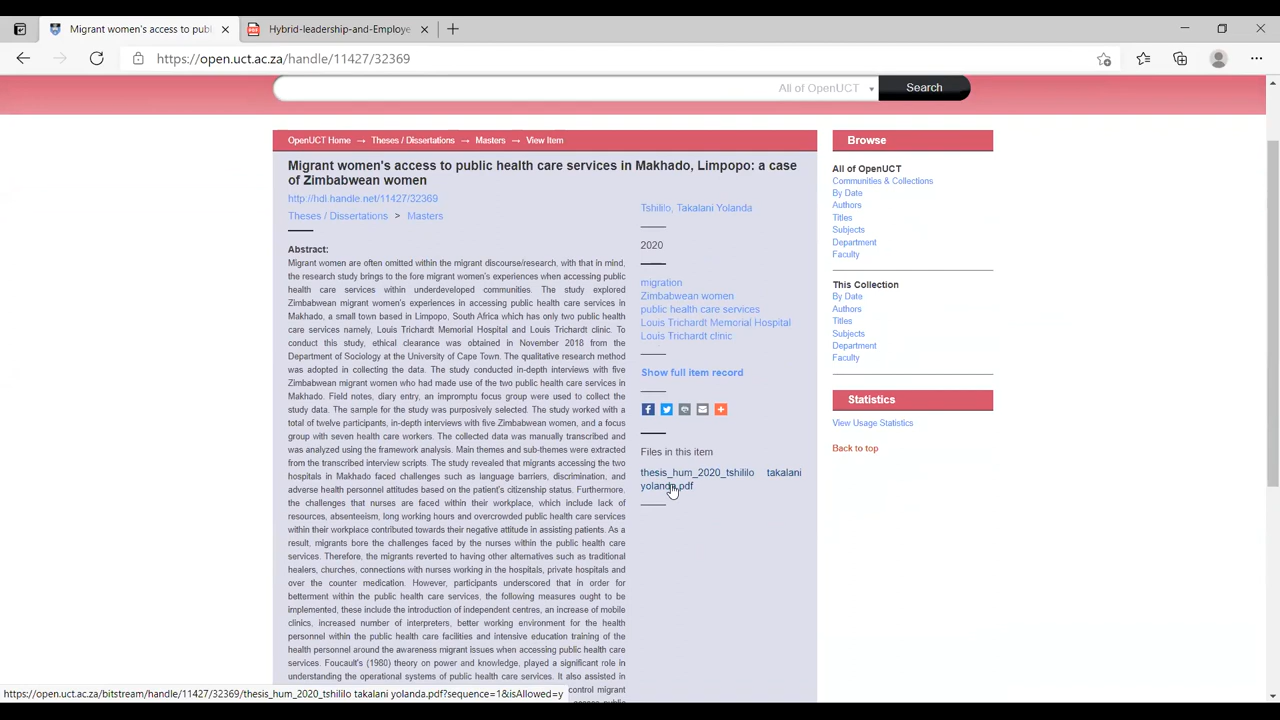 Migrant women's access to publ
Hybrid-leadership-and-Employe
https://open.uct.ac.za/handle/11427/32369
All of OpenUCT
Search
OpenUCT Home → Theses / Dissertations → Masters → View Item
Migrant women's access to public health care services in Makhado, Limpopo: a case
of Zimbabwean women
http://hdl.handle.net/11427/32369
Theses / Dissertations > Masters
Abstract:
Migrant women are often omitted within the migrant discourse/research, with that in mind,
the research study brings to the fore migrant women's experiences when accessing public
health care services within underdeveloped communities. The study explored
Zimbabwean migrant women's experiences in accessing public health care services in
Makhado, a small town based in Limpopo, South Africa which has only two public health
care services namely, Louis Trichardt Memorial Hospital and Louis Trichardt clinic. To
conduct this study, ethical clearance was obtained in November 2018 from the
Department of Sociology at the University of Cape Town. The qualitative research method
was adopted in collecting the data. The study conducted in-depth interviews with five
Zimbabwean migrant women who had made use of the two public health care services in
Makhado. Field notes, diary entry, an impromptu focus group were used to collect the
study data. The sample for the study was purposively selected. The study worked with a
total of twelve participants, in-depth interviews with five Zimbabwean women, and a focus
group with seven health care workers. The collected data was manually transcribed and
was analyzed using the framework analysis. Main themes and sub-themes were extracted
from the transcribed interview scripts. The study revealed that migrants accessing the two
hospitals in Makhado faced challenges such as language barriers, discrimination, and
adverse health personnel attitudes based on the patient's citizenship status. Furthermore,
the challenges that nurses are faced within their workplace, which include lack of
resources, absenteeism, long working hours and overcrowded public health care services
within their workplace contributed towards their negative attitude in assisting patients. As a
result, migrants bore the challenges faced by the nurses within the public health care
services. Therefore, the migrants reverted to having other alternatives such as traditional
healers, churches, connections with nurses working in the hospitals, private hospitals and
over the counter medication. However, participants underscored that in order for
betterment within the public health care services, the following measures ought to be
implemented, these include the introduction of independent centres, an increase of mobile
clinics, increased number of interpreters, better working environment for the health
personnel within the public health care facilities and intensive education training of the
health personnel around the awareness migrant issues when accessing public health care
services. Foucault's (1980) theory on power and knowledge, played a significant role in
understanding the operational systems of public health care services. It also assisted in
control migrant
Tshililo, Takalani Yolanda
2020
migration
Zimbabwean women
public health care services
Louis Trichardt Memorial Hospital
Louis Trichardt clinic
Show full item record
Files in this item
thesis_hum_2020_tshililo takalani
yolanda.pdf
Browse
All of OpenUCT
Communities & Collections
By Date
Authors
Titles
Subjects
Department
Faculty
This Collection
By Date
Authors
Titles
Subjects
Department
Faculty
Statistics
View Usage Statistics
Back to top
https://open.uct.ac.za/bitstream/handle/11427/32369/thesis_hum_2020_tshililo takalani yolanda.pdf?sequence=1&isAllowed=y